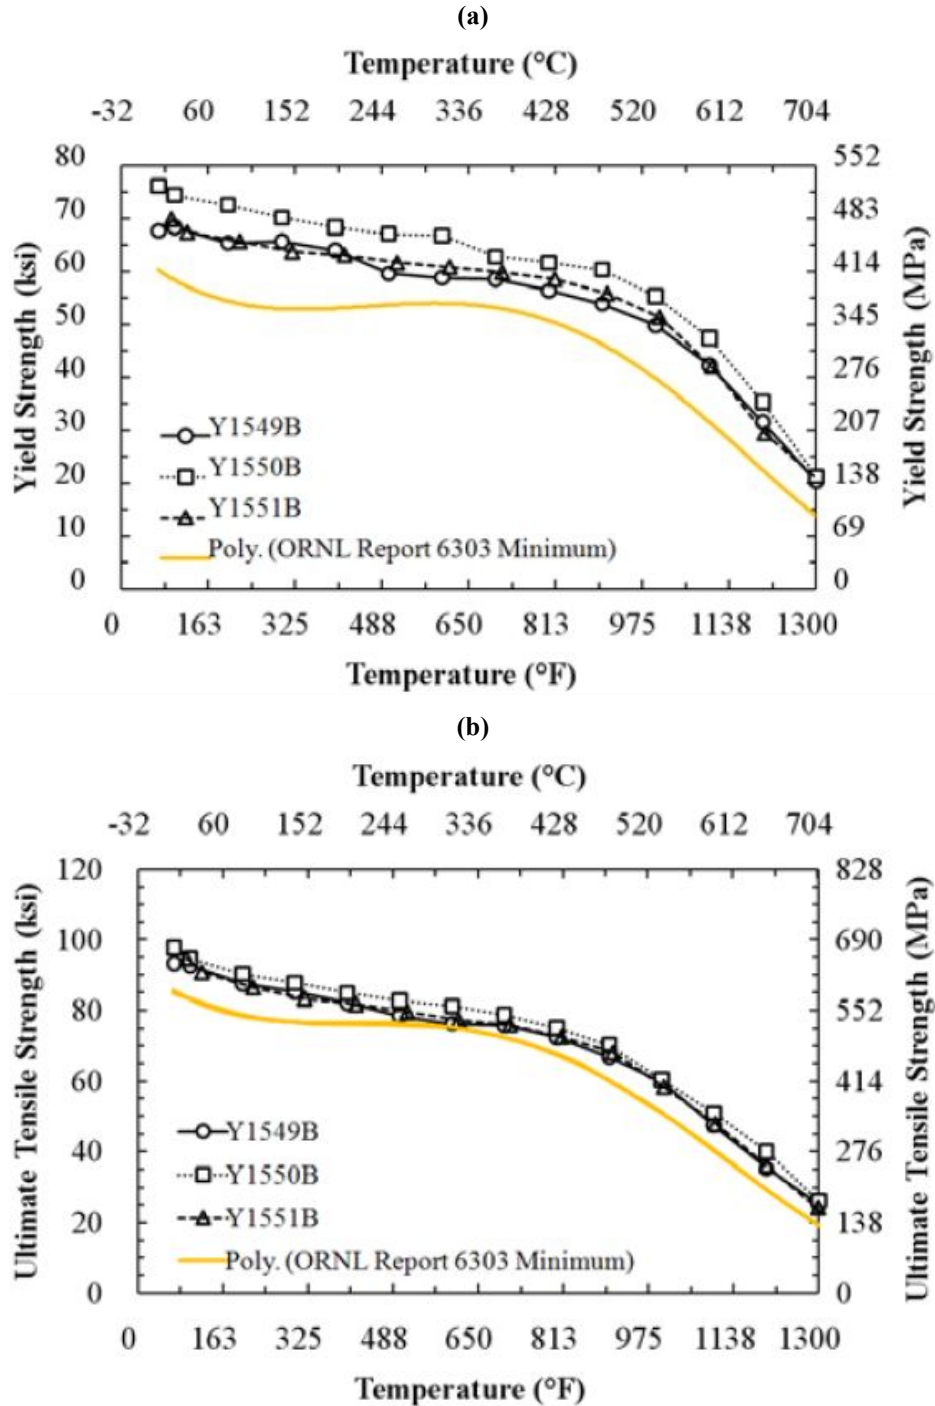 (a)
Temperature (°C)
-32 60 152 244 336 428 520 612 704
80 552
70 483
60 414
50 345
40 276
30 207
20 138
10 69
0 0
Yield Strength (ksi)
Yield Strength (MPa)
Y1549B
Y1550B
Y1551B
Poly. (ORNL Report 6303 Minimum)
0 163 325 488 650 813 975 1138 1300
Temperature (°F)
(b)
Temperature (°C)
-32 60 152 244 336 428 520 612 704
120 828
100 690
80 552
60 414
40 276
20 138
0 0
Ultimate Tensile Strength (ksi)
Ultimate Tensile Strength (MPa)
Y1549B
Y1550B
Y1551B
Poly. (ORNL Report 6303 Minimum)
0 163 325 488 650 813 975 1138 1300
Temperature (°F)